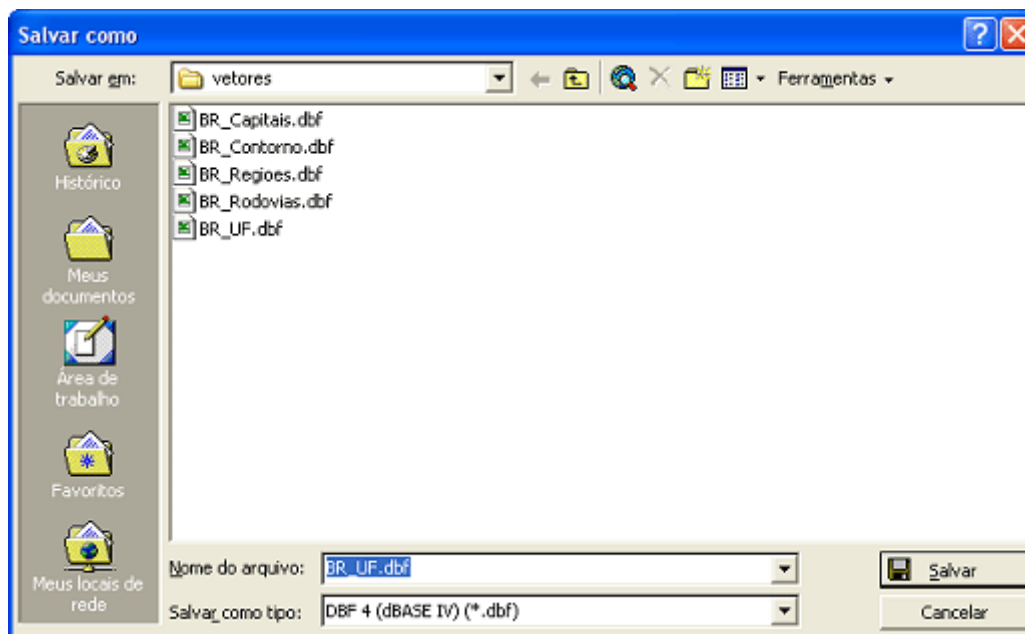 Salvar como
Salvar em:
vetores
Ferramentas
BR_Capitais.dbf
BR_Contorno.dbf
BR_Regioes.dbf
BR_Rodovias.dbf
BR_UF.dbf
Histórico
Meus
documentos
Área de
trabalho
Favoritos
Meus locais de
rede
Nome do arquivo:
BR_UF.dbf
Salvar
Salvar como tipo:
DBF 4 (dBASE IV) (*.dbf)
Cancelar